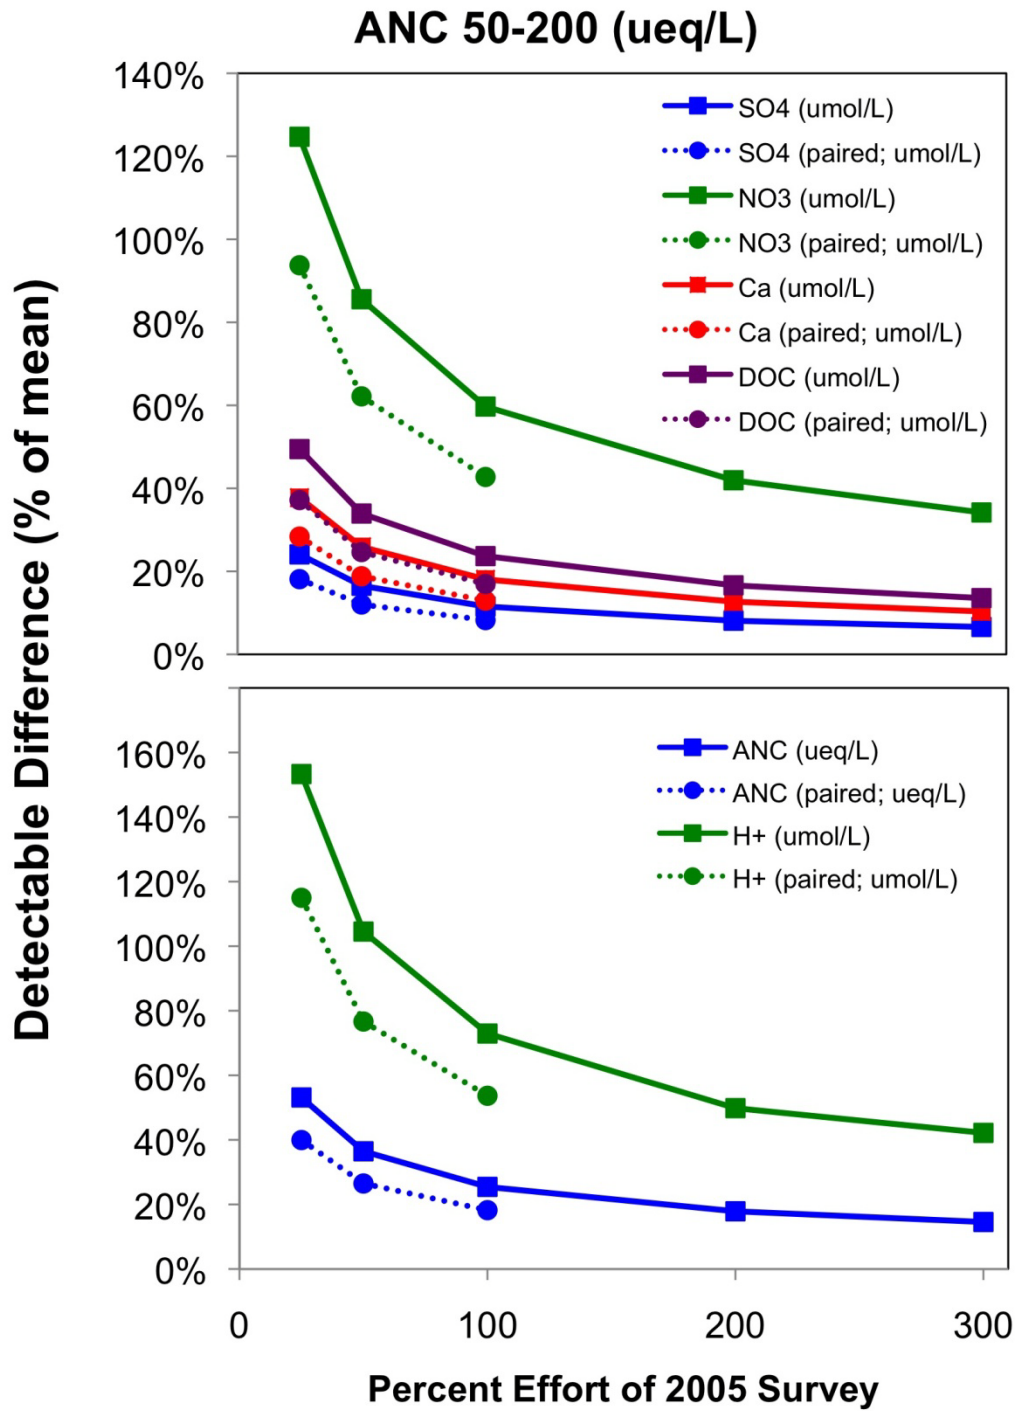 ANC 50-200 (ueq/L)
Detectable Difference (% of mean)
140%
120%
100%
80%
60%
40%
20%
0%
SO4 (umol/L)
SO4 (paired; umol/L)
NO3 (umol/L)
NO3 (paired; umol/L)
Ca (umol/L)
Ca (paired; umol/L)
DOC (umol/L)
DOC (paired; umol/L)
160%
140%
120%
100%
80%
60%
40%
20%
0%
ANC (ueq/L)
ANC (paired; ueq/L)
H+ (umol/L)
H+ (paired; umol/L)
0 100 200 300
Percent Effort of 2005 Survey